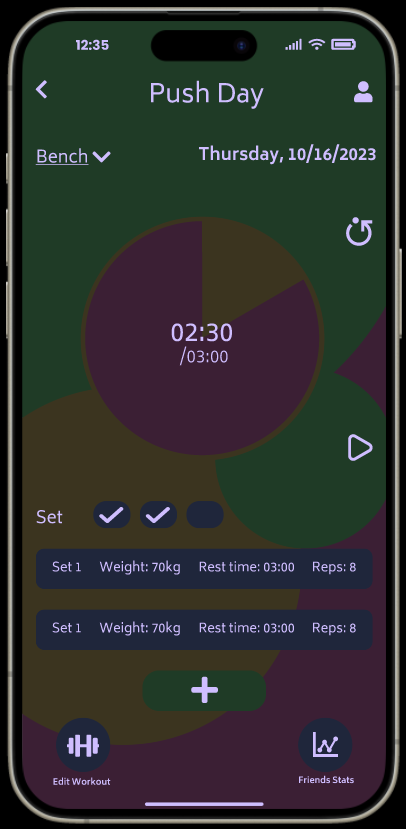 12:35
Push Day
Bench
Thursday, 10/16/2023
02:30
/03:00
Set
Set 1 Weight: 70kg Rest time: 03:00 Reps: 8
Set 1 Weight: 70kg Rest time: 03:00 Reps: 8
Edit Workout
Friends Stats